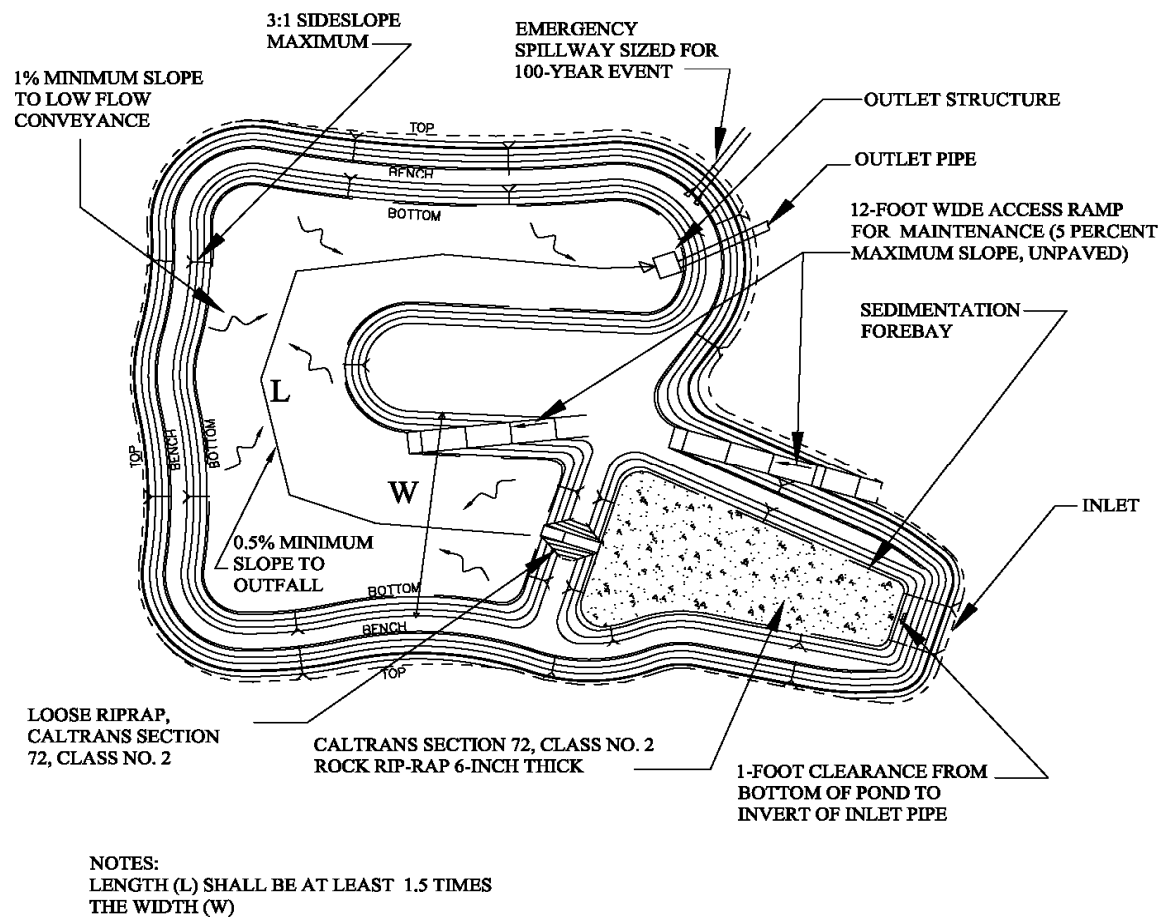 3:1 SIDESLOPE
MAXIMUM
EMERGENCY
SPILLWAY SIZED FOR
100-YEAR EVENT
1% MINIMUM SLOPE
TO LOW FLOW
CONVEYANCE
OUTLET STRUCTURE
TOP
OUTLET PIPE
BENCH
BOTTOM
12-FOOT WIDE ACCESS RAMP
FOR MAINTENANCE (5 PERCENT
MAXIMUM SLOPE, UNPAVED)
SEDIMENTATION
FOREBAY
L
TOP
BENCH
BOTTOM
W
INLET
0.5% MINIMUM
SLOPE TO
OUTFALL
BOTTOM
BENCH
TOP
LOOSE RIPRAP,
CALTRANS SECTION
72, CLASS NO. 2
CALTRANS SECTION 72, CLASS NO. 2
ROCK RIP-RAP 6-INCH THICK
1-FOOT CLEARANCE FROM
BOTTOM OF POND TO
INVERT OF INLET PIPE
NOTES:
LENGTH (L) SHALL BE AT LEAST 1.5 TIMES
THE WIDTH (W)